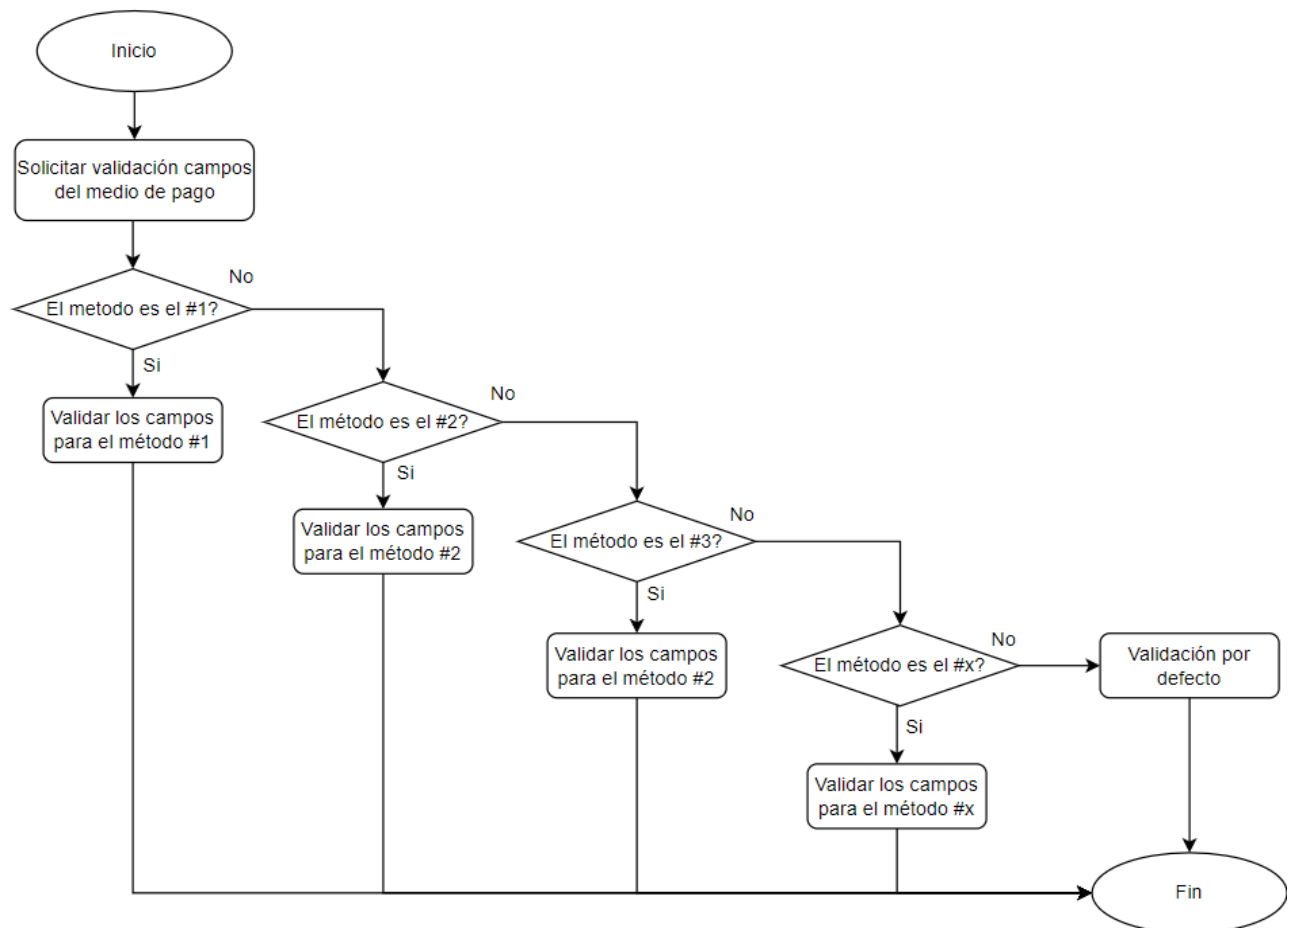 Inicio
Solicitar validación campos
del medio de pago
No
El metodo es el #1?
Si
Validar los campos
para el método #1
No
El método es el #2?
Si
Validar los campos
para el método #2
No
El método es el #3?
Si
Validar los campos
para el método #2
No
El método es el #x?
Validación por
defecto
Si
Validar los campos
para el método #x
Fin